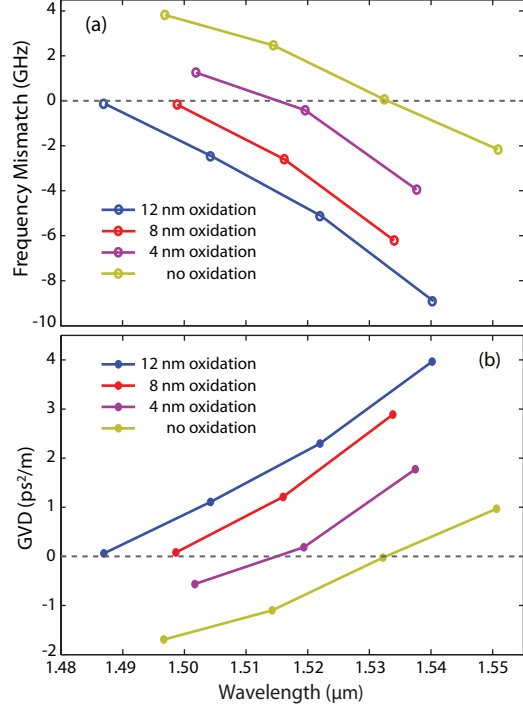 (a)
4
2
0
-2
-4
-6
-8
-10
Frequency Mismatch (GHz)
12 nm oxidation
8 nm oxidation
4 nm oxidation
no oxidation
(b)
4
3
2
1
0
-1
-2
GVD (ps²/m)
12 nm oxidation
8 nm oxidation
4 nm oxidation
no oxidation
1.48 1.49 1.50 1.51 1.52 1.53 1.54 1.55
Wavelength (μm)